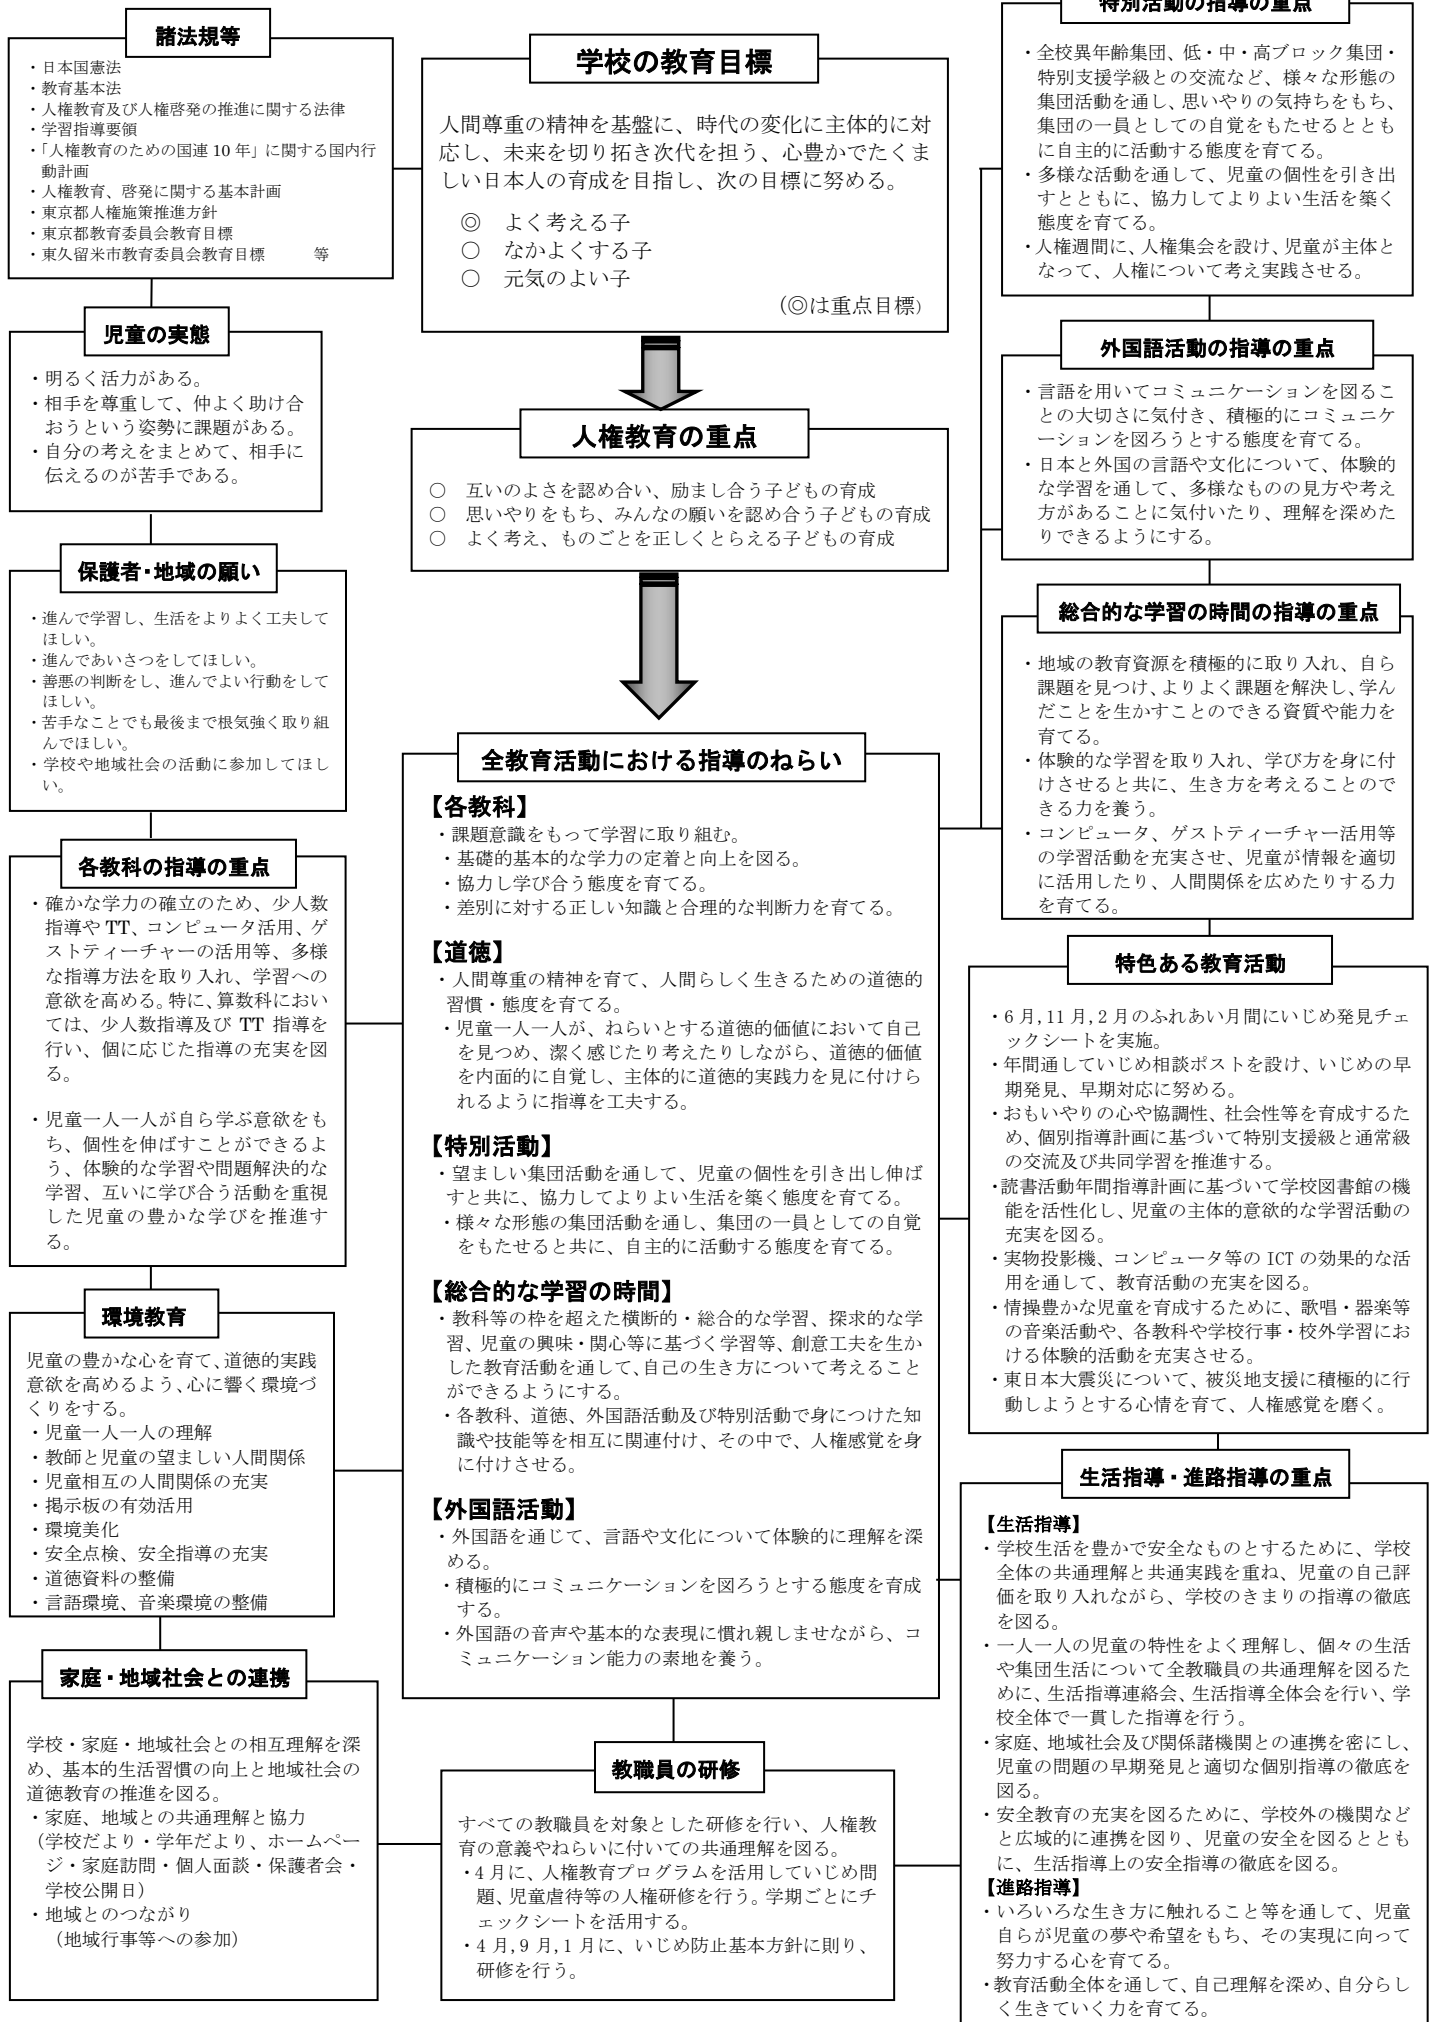 諸法規等
・日本国憲法
・教育基本法
・人権教育及び人権啓発の推進に関する法律
・学習指導要領
・「人権教育のための国連 10 年」に関する国内行
動計画
・人権教育、啓発に関する基本計画
・東京都人権施策推進方針
・東京都教育委員会教育目標
・東久留米市教育委員会教育目標　　　等
児童の実態
・明るく活力がある。
・相手を尊重して、仲よく助け合
おうという姿勢に課題がある。
・自分の考えをまとめて、相手に
伝えるのが苦手である。
保護者・地域の願い
・進んで学習し、生活をよりよく工夫して
ほしい。
・進んであいさつをしてほしい。
・善悪の判断をし、進んでよい行動をして
ほしい。
・苦手なことでも最後まで根気強く取り組
んでほしい。
・学校や地域社会の活動に参加してほし
い。
各教科の指導の重点
・確かな学力の確立のため、少人数
指導や TT、コンピュータ活用、ゲ
ストティーチャーの活用等、多様
な指導方法を取り入れ、学習への
意欲を高める。特に、算数科におい
ては、少人数指導及び TT 指導を
行い、個に応じた指導の充実を図
る。
・児童一人一人が自ら学ぶ意欲をも
ち、個性を伸ばすことができるよ
う、体験的な学習や問題解決的な
学習、互いに学び合う活動を重視
した児童の豊かな学びを推進す
る。
環境教育
児童の豊かな心を育て、道徳的実践
意欲を高めるよう、心に響く環境づ
くりをする。
・児童一人一人の理解
・教師と児童の望ましい人間関係
・児童相互の人間関係の充実
・掲示板の有効活用
・環境美化
・安全点検、安全指導の充実
・道徳資料の整備
・言語環境、音楽環境の整備
家庭・地域社会との連携
学校・家庭・地域社会との相互理解を深
め、基本的生活習慣の向上と地域社会の
道徳教育の推進を図る。
・家庭、地域との共通理解と協力
（学校だより・学年だより、ホームペー
ジ・家庭訪問・個人面談・保護者会・
学校公開日）
・地域とのつながり
（地域行事等への参加）
学校の教育目標
人間尊重の精神を基盤に、時代の変化に主体的に対
応し、未来を切り拓き次代を担う、心豊かでたくま
しい日本人の育成を目指し、次の目標に努める。
◎　よく考える子
○　なかよくする子
○　元気のよい子
（◎は重点目標）
人権教育の重点
○　互いのよさを認め合い、励まし合う子どもの育成
○　思いやりをもち、みんなの願いを認め合う子どもの育成
○　よく考え、ものごとを正しくとらえる子どもの育成
全教育活動における指導のねらい
【各教科】
・課題意識をもって学習に取り組む。
・基礎的基本的な学力の定着と向上を図る。
・協力し学び合う態度を育てる。
・差別に対する正しい知識と合理的な判断力を育てる。
【道徳】
・人間尊重の精神を育て、人間らしく生きるための道徳的
習慣・態度を育てる。
・児童一人一人が、ねらいとする道徳的価値において自己
を見つめ、潔く感じたり考えたりしながら、道徳的価値
を内面的に自覚し、主体的に道徳的実践力を見に付けら
れるように指導を工夫する。
【特別活動】
・望ましい集団活動を通して、児童の個性を引き出し伸ば
すと共に、協力してよりよい生活を築く態度を育てる。
・様々な形態の集団活動を通し、集団の一員としての自覚
をもたせると共に、自主的に活動する態度を育てる。
【総合的な学習の時間】
・教科等の枠を超えた横断的・総合的な学習、探求的な学
習、児童の興味・関心等に基づく学習等、創意工夫を生か
した教育活動を通して、自己の生き方について考えること
ができるようにする。
・各教科、道徳、外国語活動及び特別活動で身につけた知
識や技能等を相互に関連付け、その中で、人権感覚を身
に付けさせる。
【外国語活動】
・外国語を通じて、言語や文化について体験的に理解を深
める。
・積極的にコミュニケーションを図ろうとする態度を育成
する。
・外国語の音声や基本的な表現に慣れ親しませながら、コ
ミュニケーション能力の素地を養う。
教職員の研修
すべての教職員を対象とした研修を行い、人権教
育の意義やねらいに付いての共通理解を図る。
・4 月に、人権教育プログラムを活用していじめ問
題、児童虐待等の人権研修を行う。学期ごとにチ
ェックシートを活用する。
・4 月,9 月,1 月に、いじめ防止基本方針に則り、
研修を行う。
特別活動の指導の重点
・全校異年齢集団、低・中・高ブロック集団・
特別支援学級との交流など、様々な形態の
集団活動を通し、思いやりの気持ちをもち、
集団の一員としての自覚をもたせるととも
に自主的に活動する態度を育てる。
・多様な活動を通して、児童の個性を引き出
すとともに、協力してよりよい生活を築く
態度を育てる。
・人権週間に、人権集会を設け、児童が主体と
なって、人権について考え実践させる。
外国語活動の指導の重点
・言語を用いてコミュニケーションを図るこ
との大切さに気付き、積極的にコミュニケ
ーションを図ろうとする態度を育てる。
・日本と外国の言語や文化について、体験的
な学習を通して、多様なものの見方や考え
方があることに気付いたり、理解を深めた
りできるようにする。
総合的な学習の時間の指導の重点
・地域の教育資源を積極的に取り入れ、自ら
課題を見つけ、よりよく課題を解決し、学ん
だことを生かすことのできる資質や能力を
育てる。
・体験的な学習を取り入れ、学び方を身に付
けさせると共に、生き方を考えることので
きる力を養う。
・コンピュータ、ゲストティーチャー活用等
の学習活動を充実させ、児童が情報を適切
に活用したり、人間関係を広めたりする力
を育てる。
特色ある教育活動
・6 月,11 月,2 月のふれあい月間にいじめ発見チェ
ックシートを実施。
・年間通していじめ相談ポストを設け、いじめの早
期発見、早期対応に努める。
・おもいやりの心や協調性、社会性等を育成するた
め、個別指導計画に基づいて特別支援級と通常級
の交流及び共同学習を推進する。
・読書活動年間指導計画に基づいて学校図書館の機
能を活性化し、児童の主体的意欲的な学習活動の
充実を図る。
・実物投影機、コンピュータ等の ICT の効果的な活
用を通して、教育活動の充実を図る。
・情操豊かな児童を育成するために、歌唱・器楽等
の音楽活動や、各教科や学校行事・校外学習にお
ける体験的活動を充実させる。
・東日本大震災について、被災地支援に積極的に行
動しようとする心情を育て、人権感覚を磨く。
生活指導・進路指導の重点
【生活指導】
・学校生活を豊かで安全なものとするために、学校
全体の共通理解と共通実践を重ね、児童の自己評
価を取り入れながら、学校のきまりの指導の徹底
を図る。
・一人一人の児童の特性をよく理解し、個々の生活
や集団生活について全教職員の共通理解を図るた
めに、生活指導連絡会、生活指導全体会を行い、学
校全体で一貫した指導を行う。
・家庭、地域社会及び関係諸機関との連携を密にし、
児童の問題の早期発見と適切な個別指導の徹底を
図る。
・安全教育の充実を図るために、学校外の機関など
と広域的に連携を図り、児童の安全を図るととも
に、生活指導上の安全指導の徹底を図る。
【進路指導】
・いろいろな生き方に触れること等を通して、児童
自らが児童の夢や希望をもち、その実現に向って
努力する心を育てる。
・教育活動全体を通して、自己理解を深め、自分らし
く生きていく力を育てる。